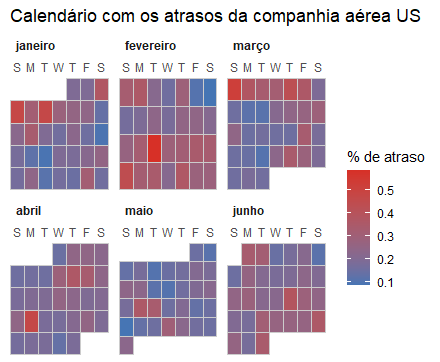 Calendário com os atrasos da companhia aérea US
janeiro fevereiro março
S M T W T F S S M T W T F S S M T W T F S
% de atraso
0.5
0.4
0.3
0.2
0.1
abril maio junho
S M T W T F S S M T W T F S S M T W T F S